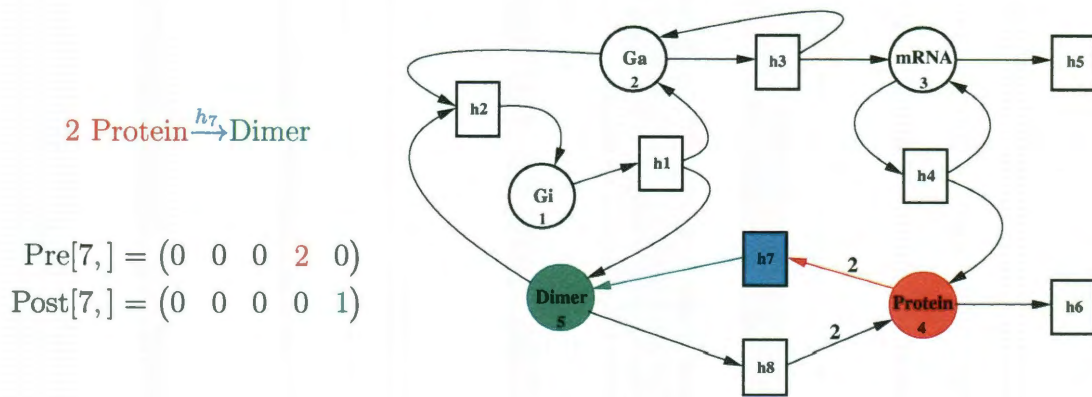 2 Protein h₇→ Dimer
Pre[7,] = (0 0 0 2 0)
Post[7,] = (0 0 0 0 1)
Ga
2
h3
mRNA
3
h5
h2
h1
h4
Gi
1
h7
2
Dimer
5
Protein
4
h6
2
h8